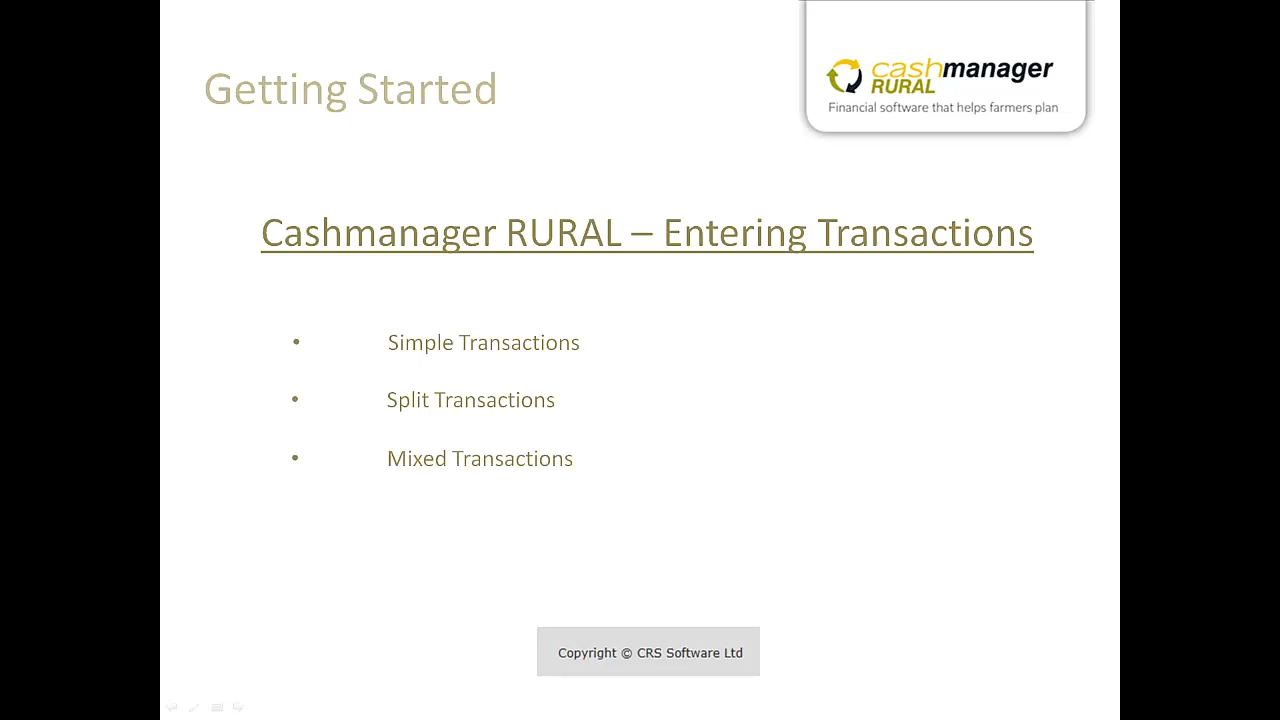 Getting Started
cashmanager
RURAL
Financial software that helps farmers plan
Cashmanager RURAL – Entering Transactions
• Simple Transactions
• Split Transactions
• Mixed Transactions
Copyright © CRS Software Ltd